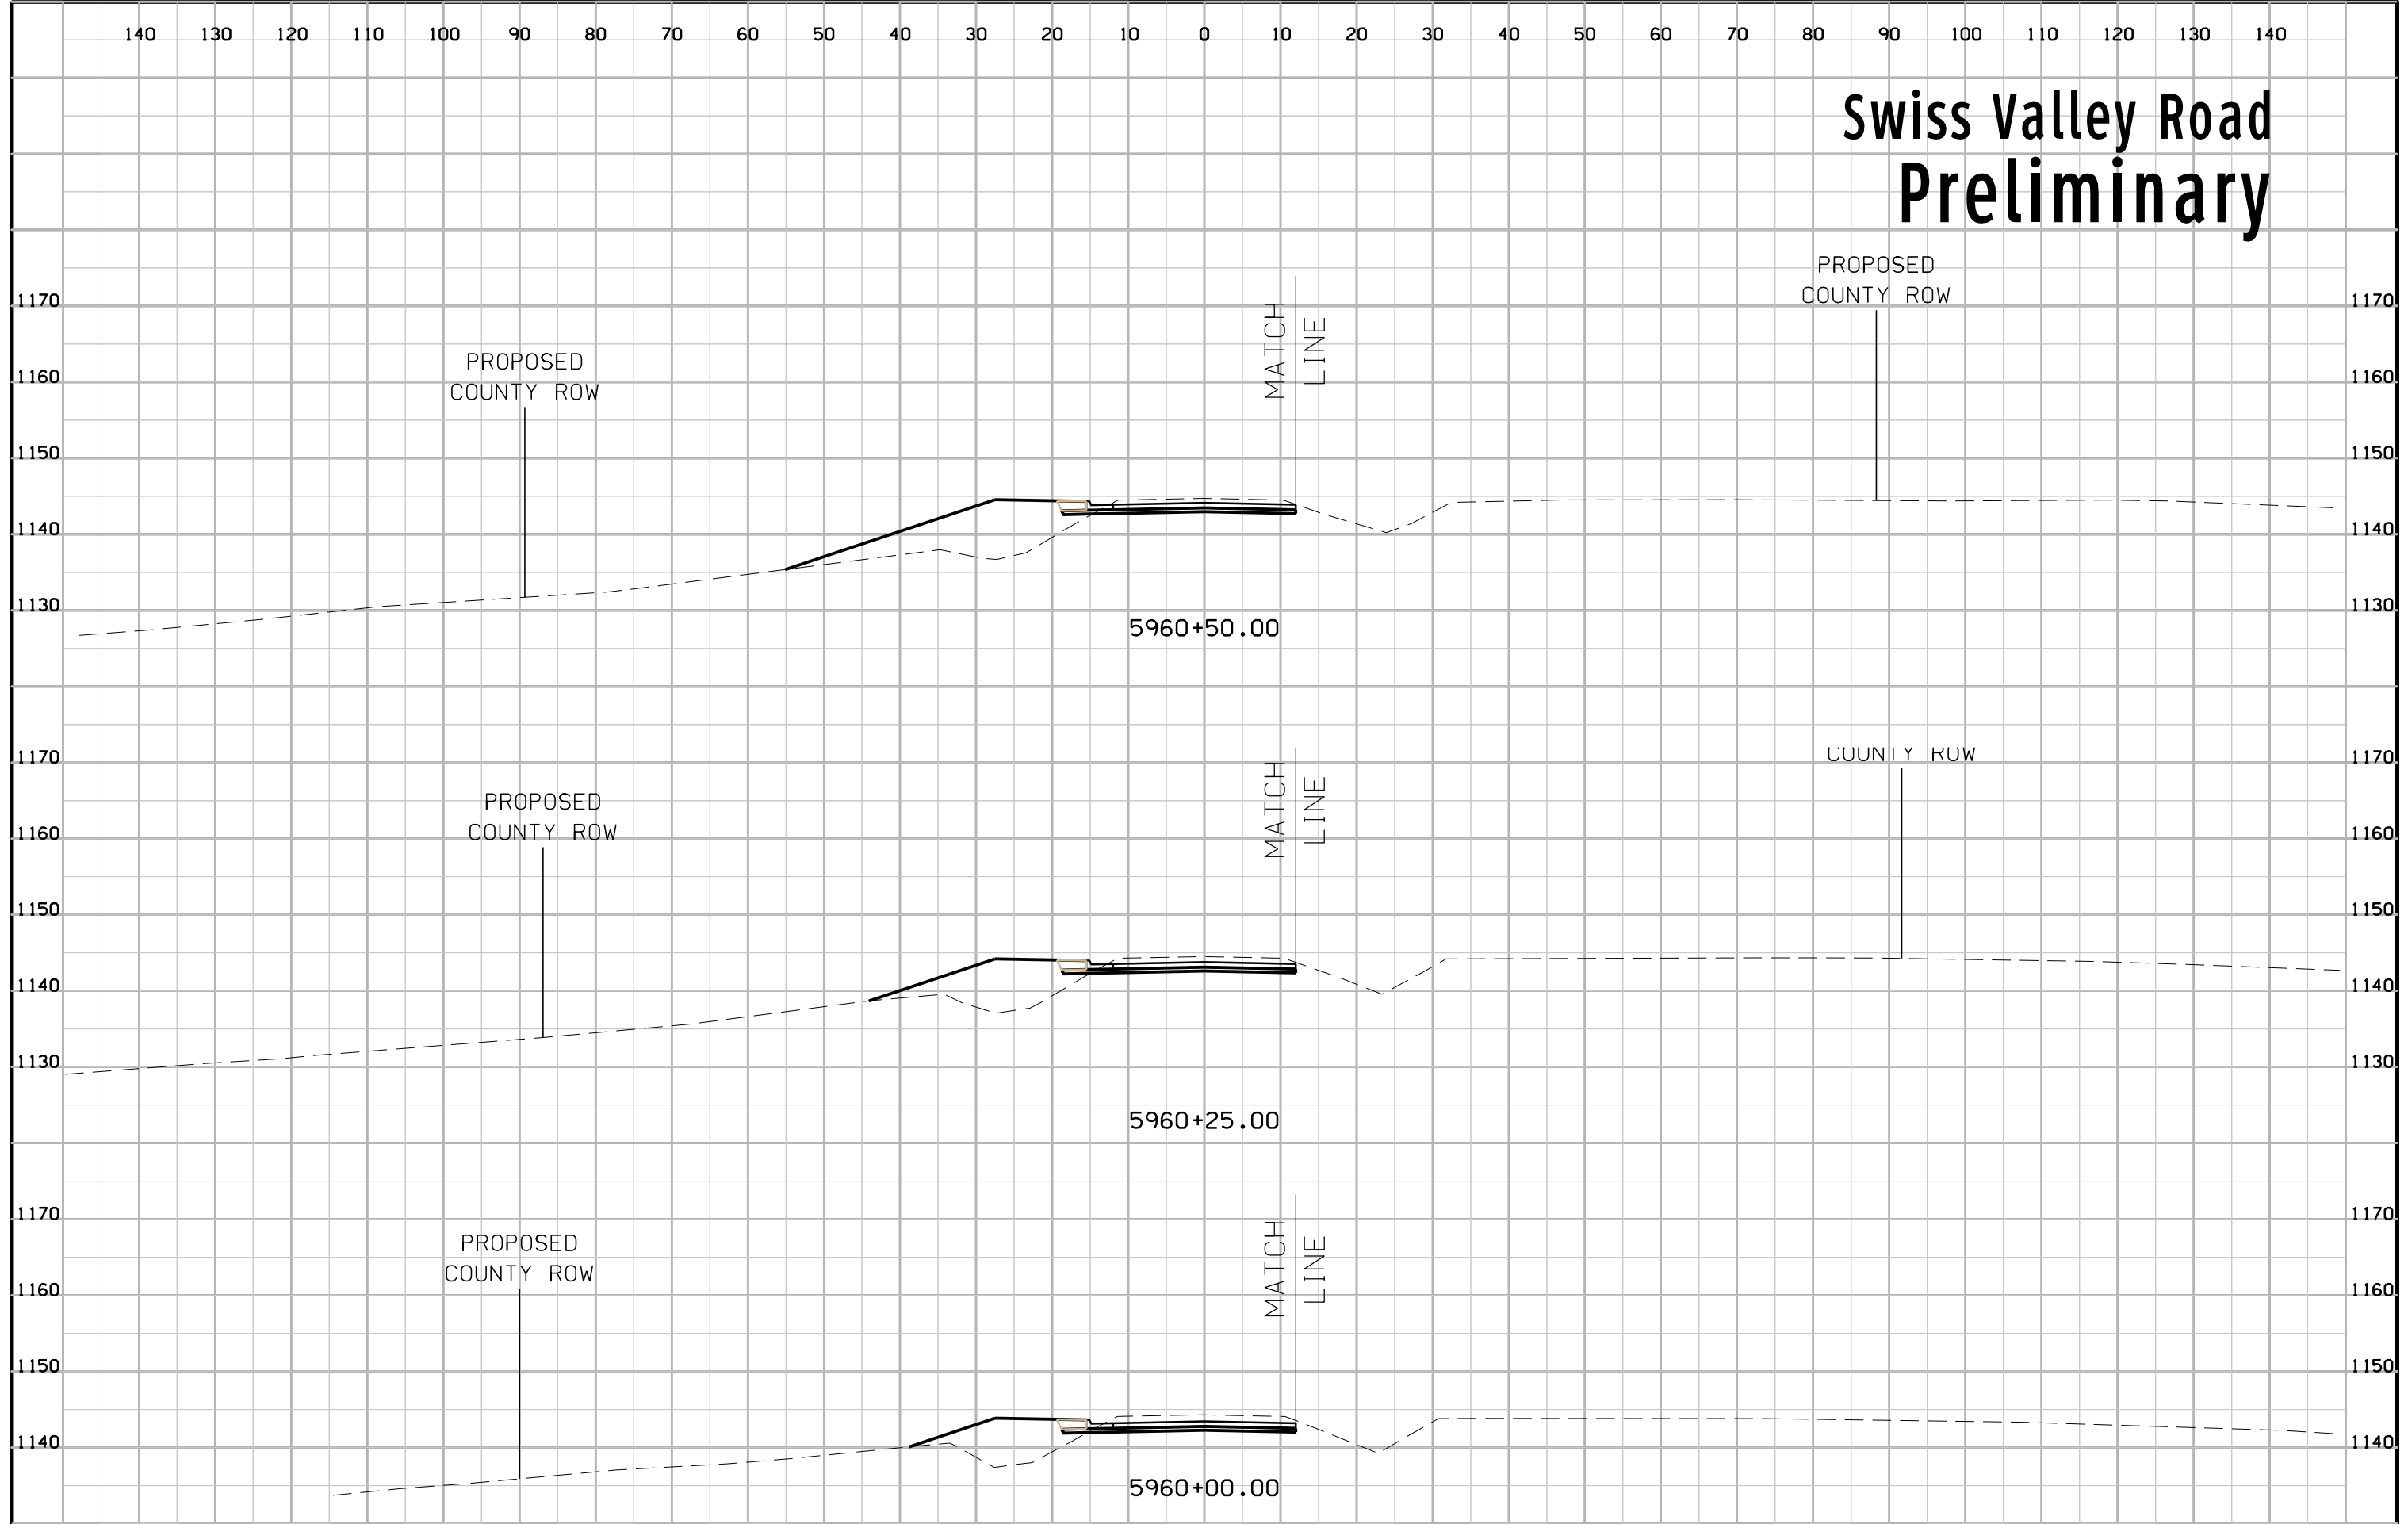 140 130 120 110 100 90 80 70 60 50 40 30 20 10 0 10 20 30 40 50 60 70 80 90 100 110 120 130 140
Swiss Valley Road
Preliminary
PROPOSED
COUNTY ROW
1170 1170
MATCH
LINE
PROPOSED
COUNTY ROW
1160 1160
1150 1150
1140 1140
1130 1130
5960+50.00
COUNTY ROW
1170 1170
MATCH
LINE
PROPOSED
COUNTY ROW
1160 1160
1150 1150
1140 1140
1130 1130
5960+25.00
1170 1170
MATCH
LINE
PROPOSED
COUNTY ROW
1160 1160
1150 1150
1140 1140
5960+00.00